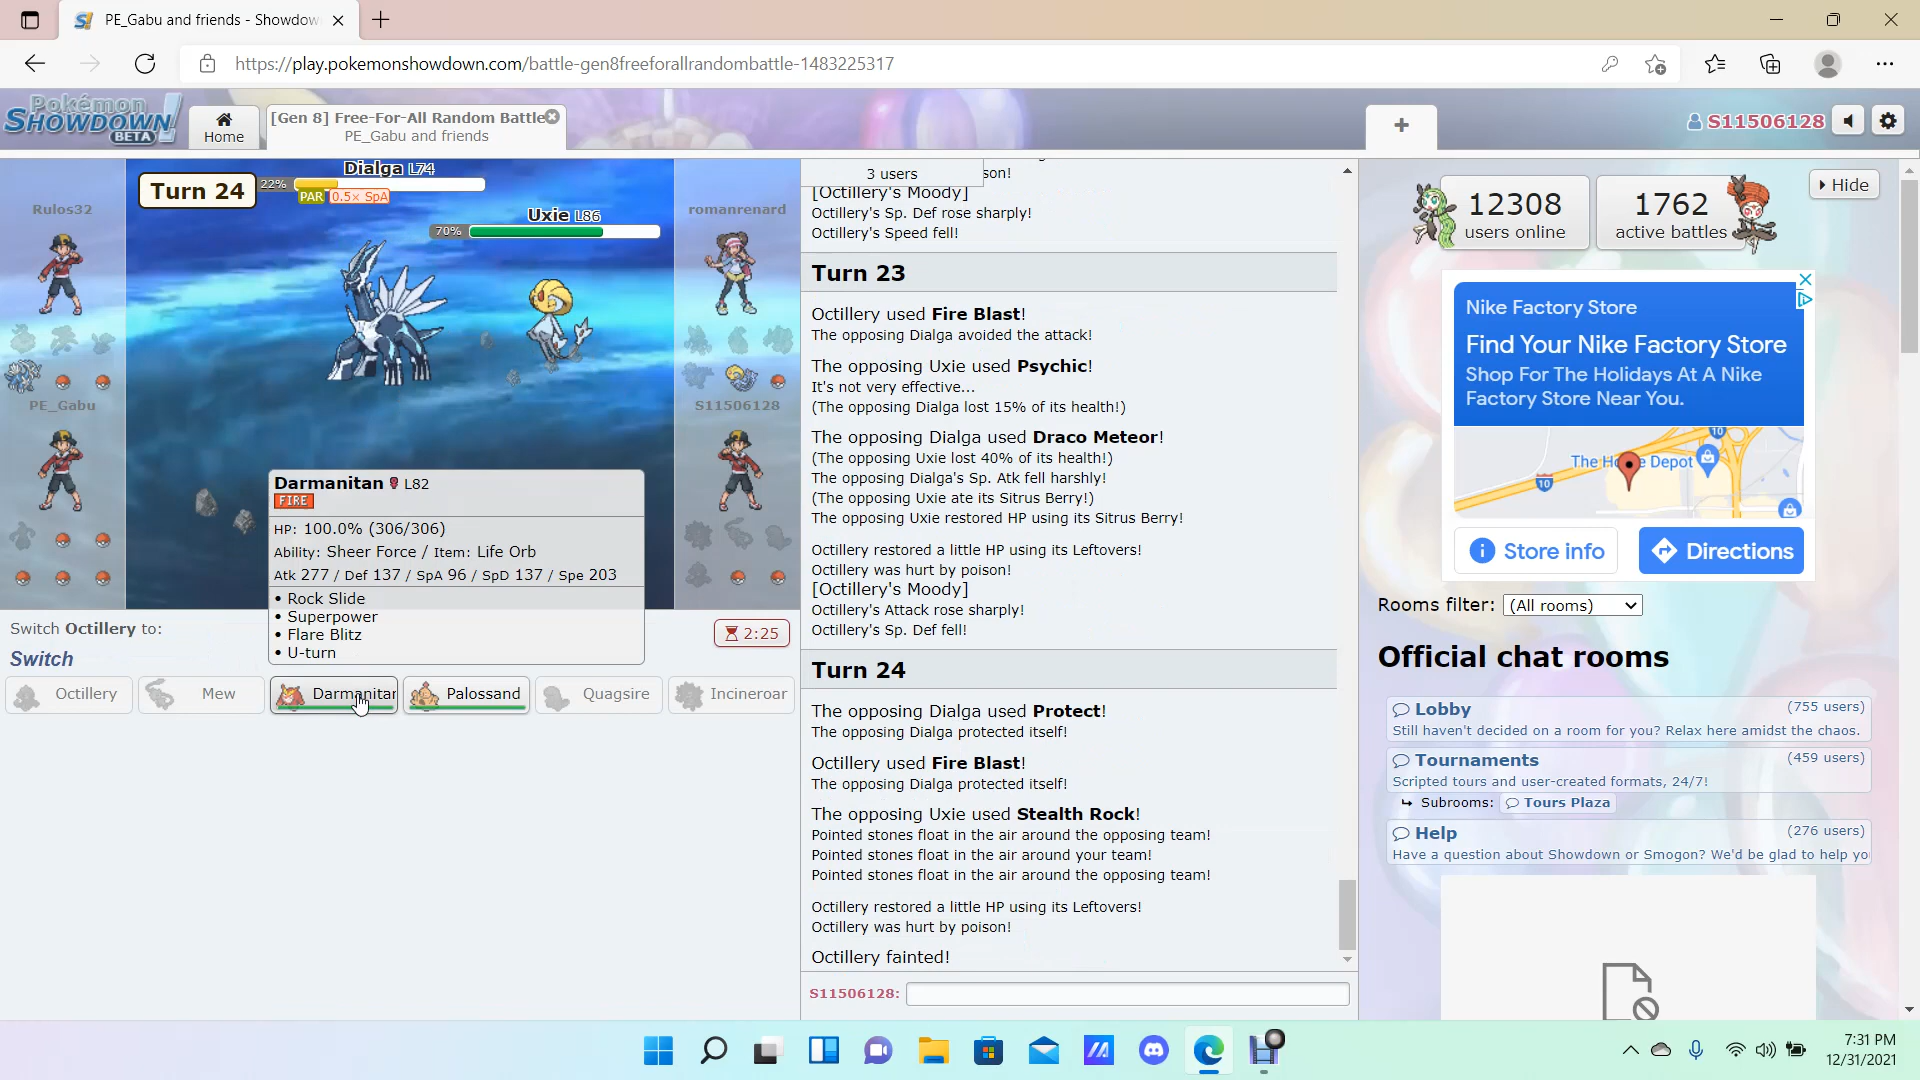 PE_Gabu and friends - Showdow
https://play.pokemonshowdown.com/battle-gen8freeforallrandombattle-1483225317
Pokémon
SHOWDOWN!
BETA
Home
[Gen 8] Free-For-All Random Battle
PE_Gabu and friends
+
S11506128
Turn 24
Dialga L74
22%
PAR 0.5× SpA
Uxie L86
70%
Rulos32
romanrenard
PE_Gabu
S11506128
Darmanitan L82
FIRE
HP: 100.0% (306/306)
Ability: Sheer Force / Item: Life Orb
Atk 277 / Def 137 / SpA 96 / SpD 137 / Spe 203
• Rock Slide
• Superpower
• Flare Blitz
• U-turn
Switch Octillery to:
2:25
Switch
Octillery
Mew
Darmanitar
Palossand
Quagsire
Incineroar
3 users
son!
[Octillery's Moody]
Octillery's Sp. Def rose sharply!
Octillery's Speed fell!
Turn 23
Octillery used Fire Blast!
The opposing Dialga avoided the attack!
The opposing Uxie used Psychic!
It's not very effective...
(The opposing Dialga lost 15% of its health!)
The opposing Dialga used Draco Meteor!
(The opposing Uxie lost 40% of its health!)
The opposing Dialga's Sp. Atk fell harshly!
(The opposing Uxie ate its Sitrus Berry!)
The opposing Uxie restored HP using its Sitrus Berry!
Octillery restored a little HP using its Leftovers!
Octillery was hurt by poison!
[Octillery's Moody]
Octillery's Attack rose sharply!
Octillery's Sp. Def fell!
Turn 24
The opposing Dialga used Protect!
The opposing Dialga protected itself!
Octillery used Fire Blast!
The opposing Dialga protected itself!
The opposing Uxie used Stealth Rock!
Pointed stones float in the air around the opposing team!
Pointed stones float in the air around your team!
Pointed stones float in the air around the opposing team!
Octillery restored a little HP using its Leftovers!
Octillery was hurt by poison!
Octillery fainted!
S11506128:
12308
users online
1762
active battles
Hide
Nike Factory Store
Find Your Nike Factory Store
Shop For The Holidays At A Nike
Factory Store Near You.
The Home Depot
10
10
10
Store info
Directions
Rooms filter: (All rooms)
Official chat rooms
Lobby (755 users)
Still haven't decided on a room for you? Relax here amidst the chaos.
Tournaments (459 users)
Scripted tours and user-created formats, 24/7!
Subrooms: Tours Plaza
Help (276 users)
Have a question about Showdown or Smogon? We'd be glad to help yo
7:31 PM
12/31/2021